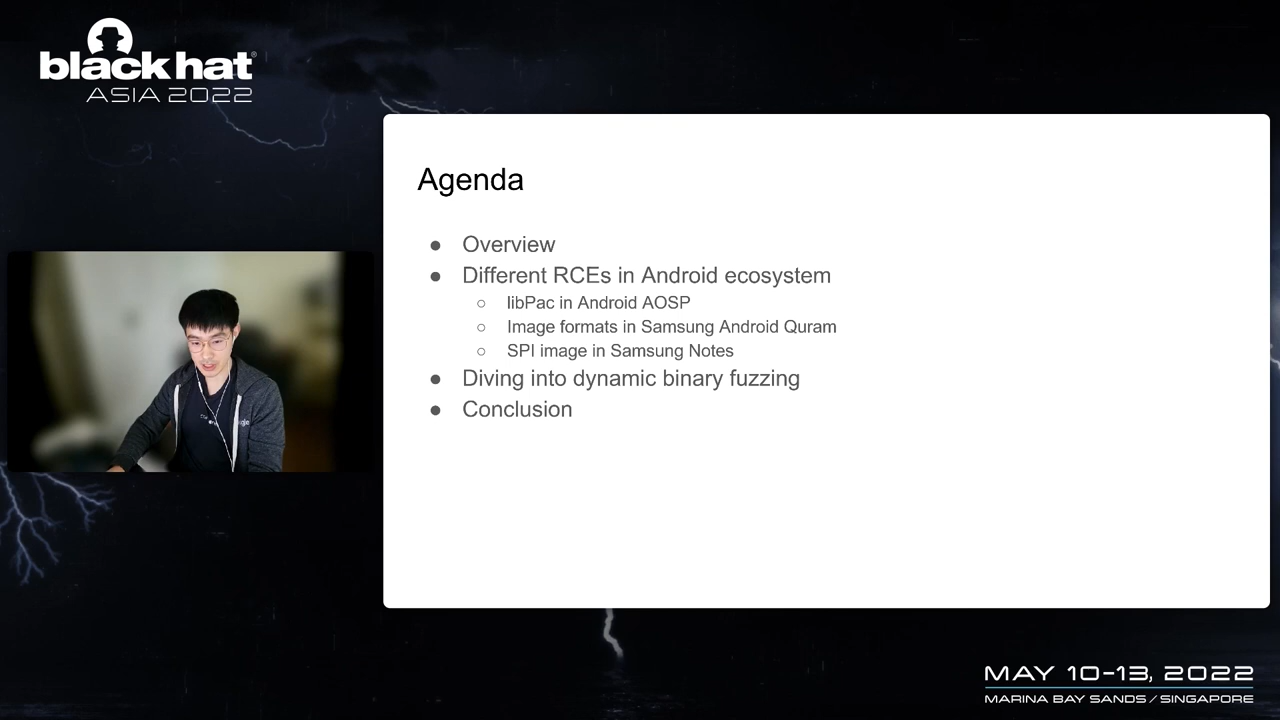 black hat®
ASIA 2022
Agenda
● Overview
● Different RCEs in Android ecosystem
○ libPac in Android AOSP
○ Image formats in Samsung Android Quram
○ SPI image in Samsung Notes
● Diving into dynamic binary fuzzing
● Conclusion
MAY 10-13, 2022
MARINA BAY SANDS / SINGAPORE